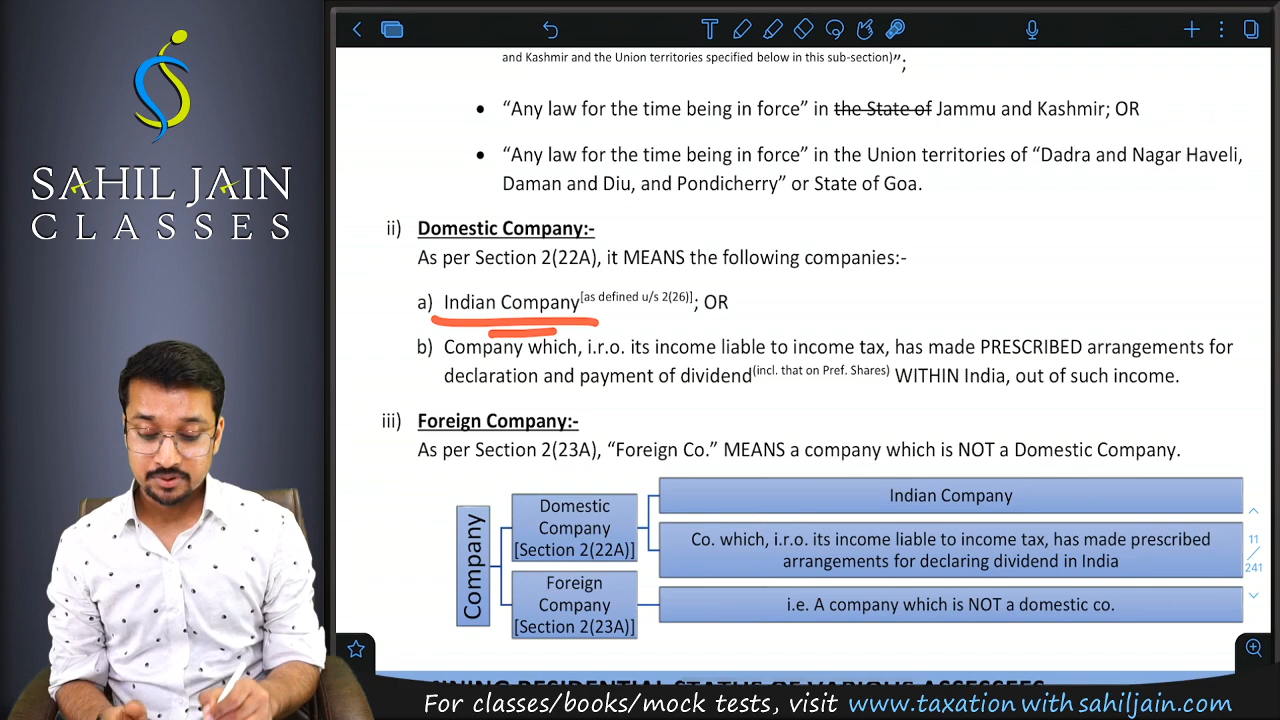 SAHIL JAIN
CLASSES
and Kashmir and the Union territories specified below in this sub-section)”;
• “Any law for the time being in force” in the State of Jammu and Kashmir; OR
• “Any law for the time being in force” in the Union territories of “Dadra and Nagar Haveli,
Daman and Diu, and Pondicherry” or State of Goa.
ii) Domestic Company:-
As per Section 2(22A), it MEANS the following companies:-
a) Indian Company[as defined u/s 2(26)]; OR
b) Company which, i.r.o. its income liable to income tax, has made PRESCRIBED arrangements for
declaration and payment of dividend(incl. that on Pref. Shares) WITHIN India, out of such income.
iii) Foreign Company:-
As per Section 2(23A), “Foreign Co.” MEANS a company which is NOT a Domestic Company.
Company
Domestic
Company
[Section 2(22A)]
Indian Company
Co. which, i.r.o. its income liable to income tax, has made prescribed
arrangements for declaring dividend in India
Foreign
Company
[Section 2(23A)]
i.e. A company which is NOT a domestic co.
11
/
241
For classes/books/mock tests, visit www.taxationwithsahiljain.com